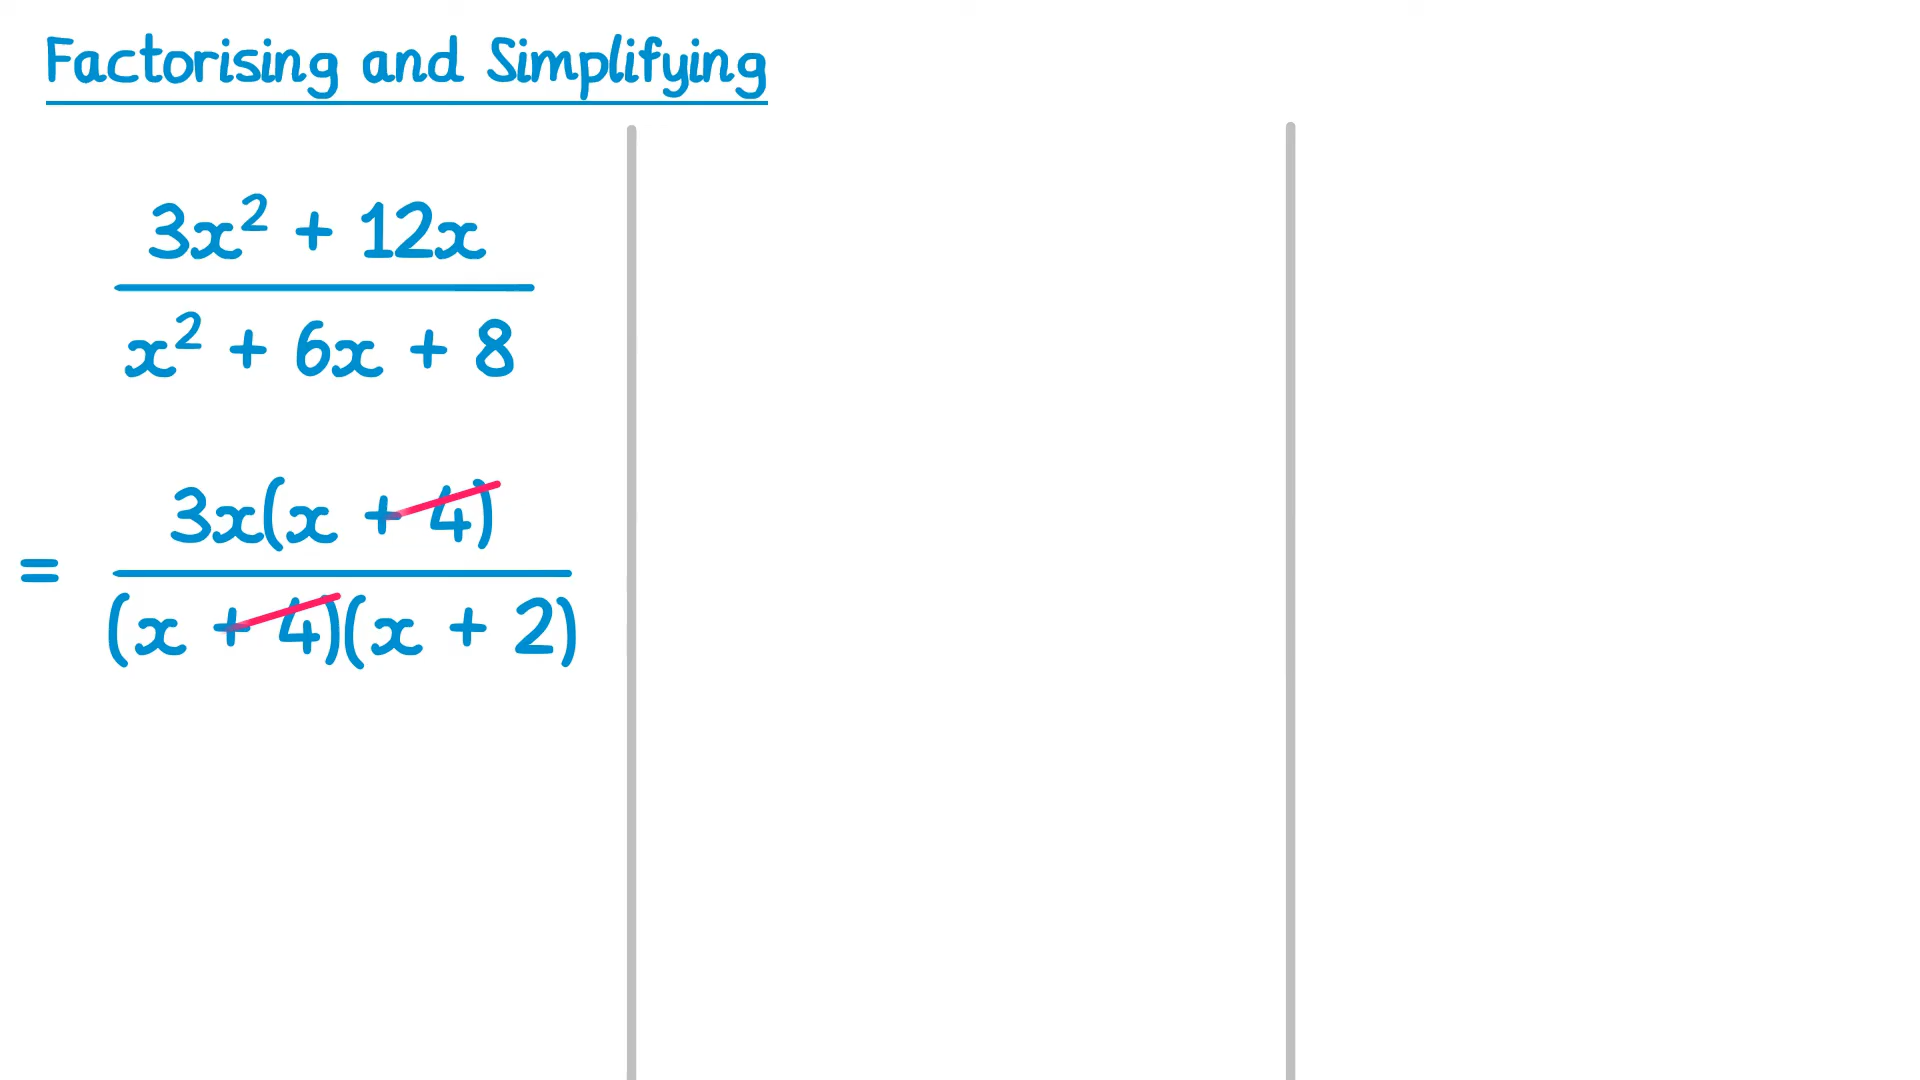 Factorising and Simplifying
3x² + 12x
x² + 6x + 8
3x(x + 4)
=
(x + 4)(x + 2)